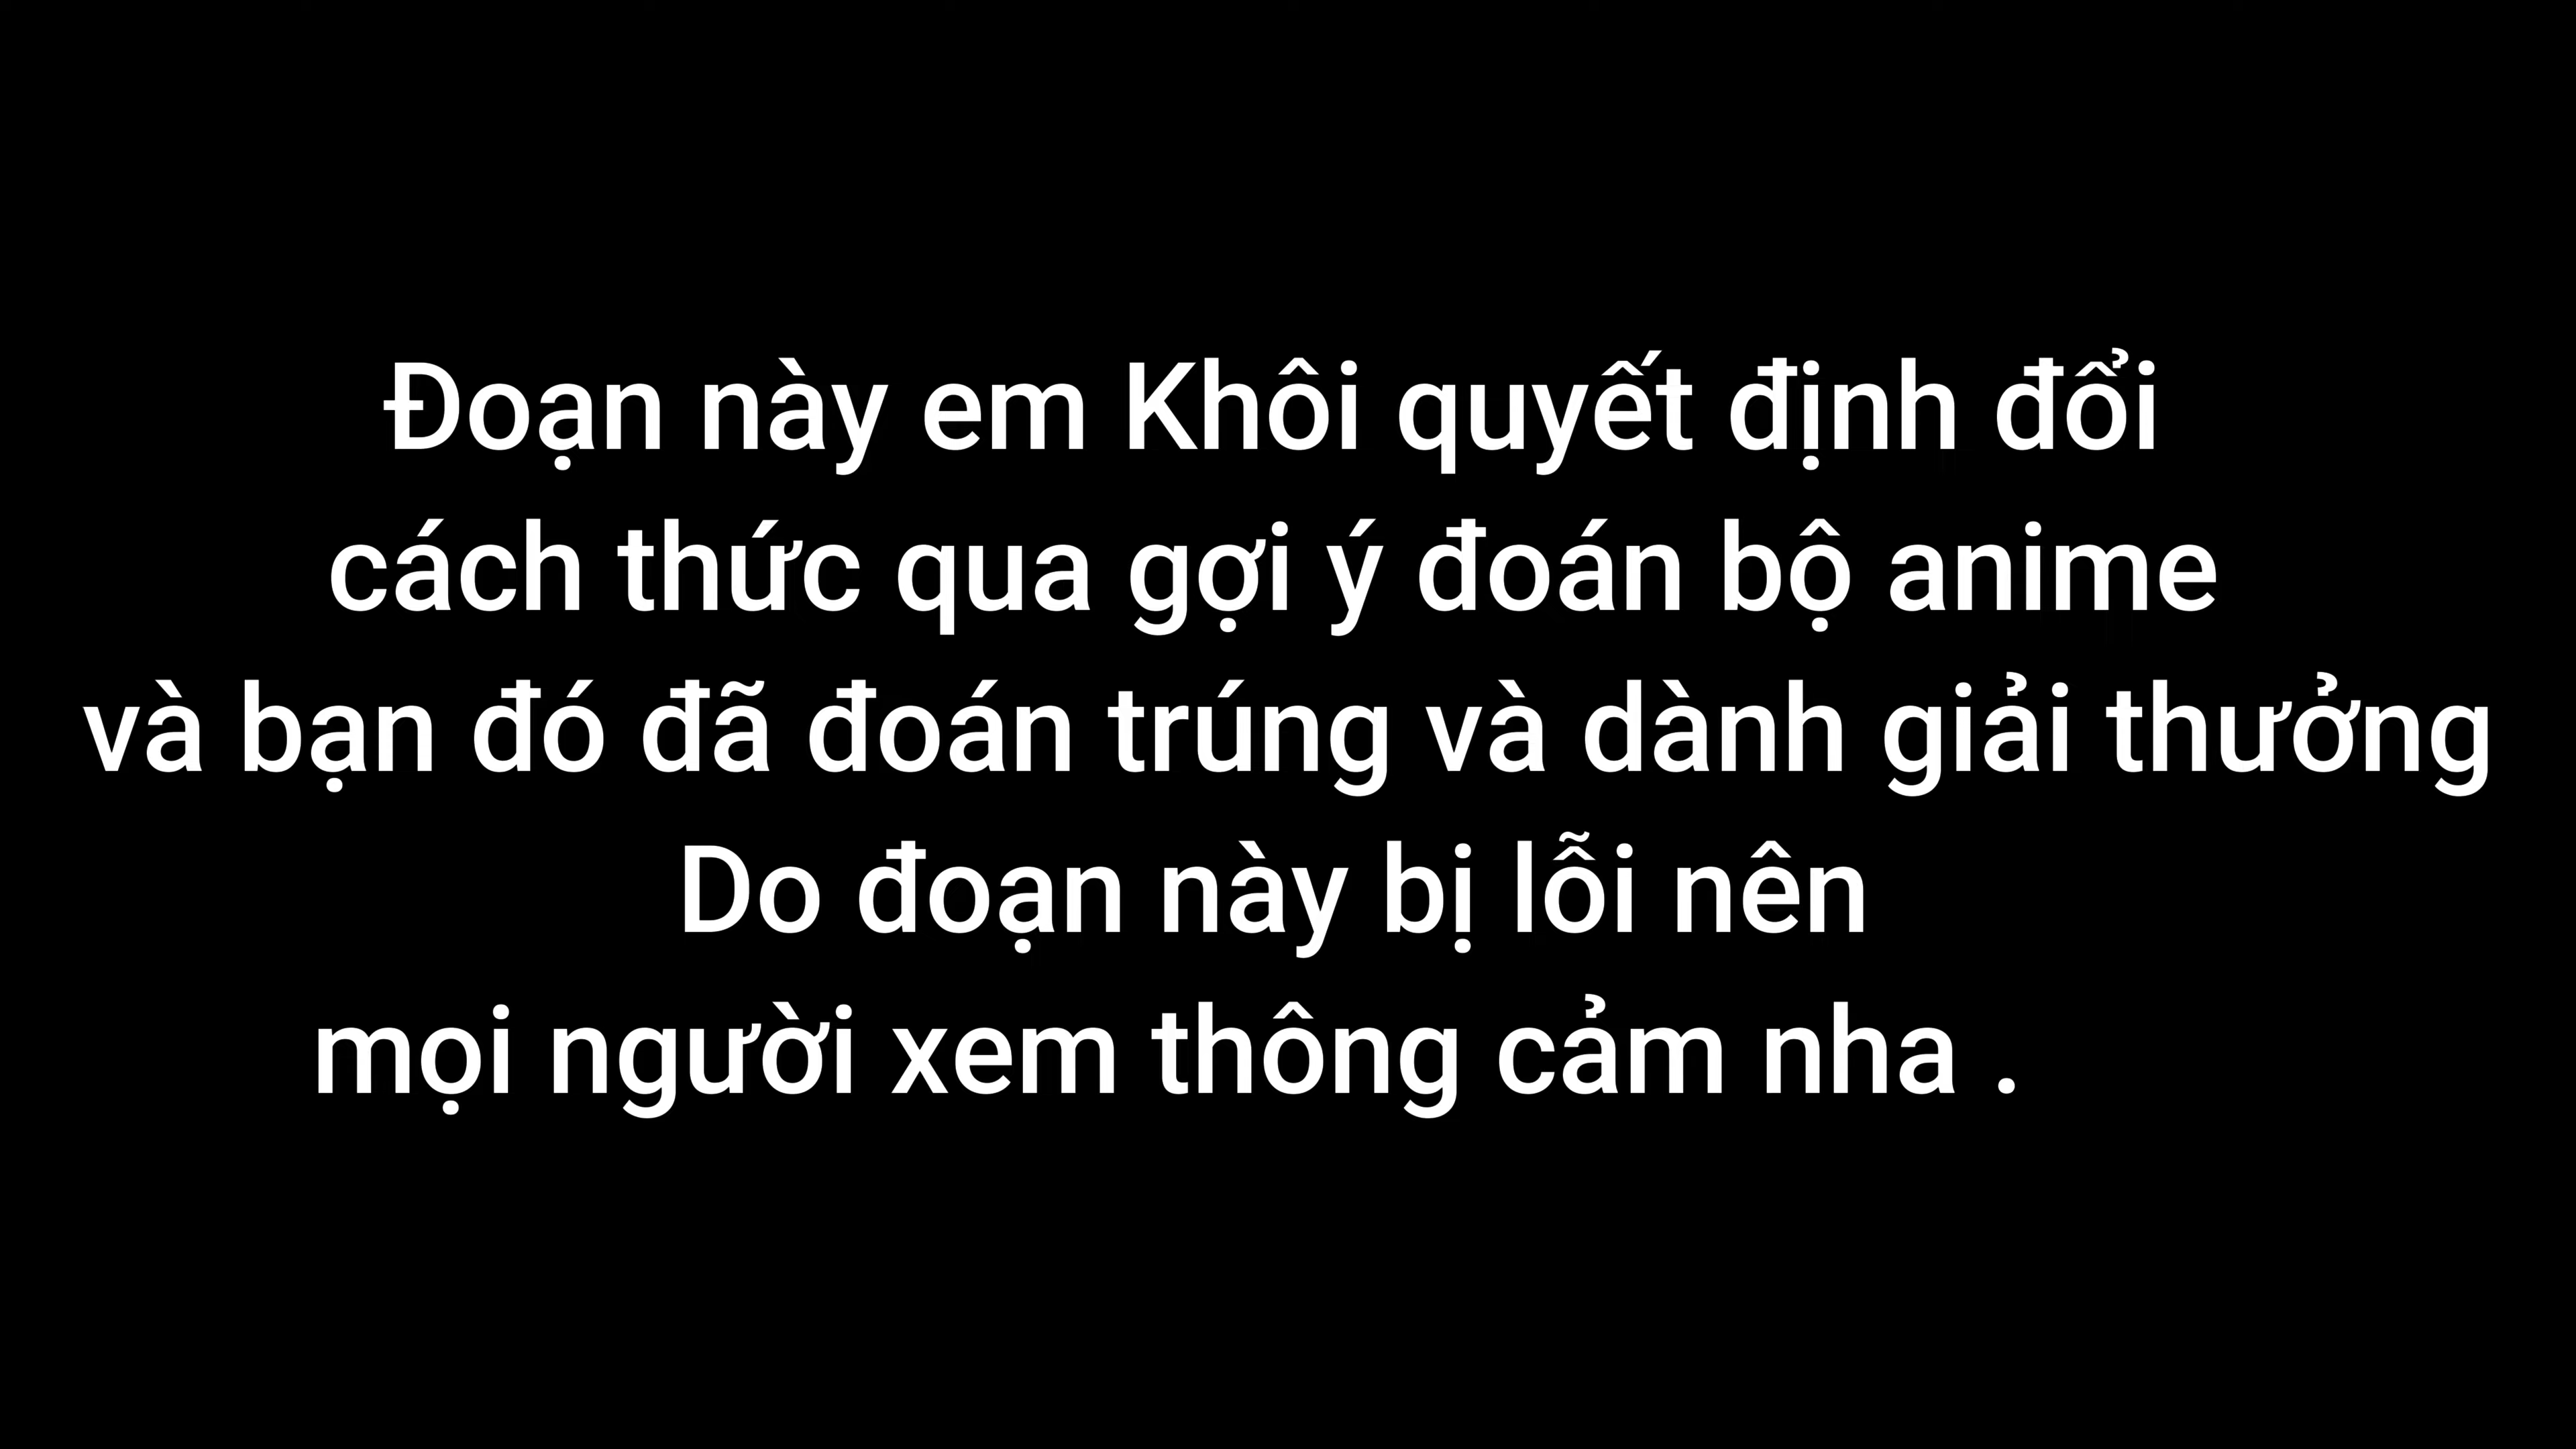 Đoạn này em Khôi quyết định đổi
cách thức qua gợi ý đoán bộ anime
và bạn đó đã đoán trúng và dành giải thưởng
Do đoạn này bị lỗi nên
mọi người xem thông cảm nha .